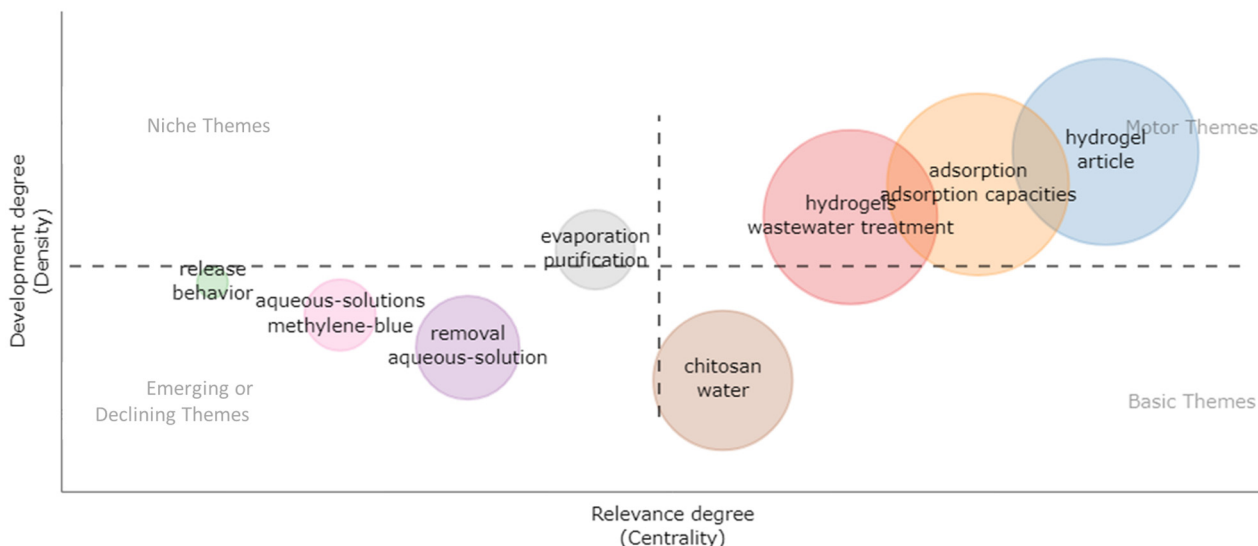 Niche Themes
Motor Themes
hydrogel
article
adsorption
adsorption capacities
hydrogels
wastewater treatment
evaporation
purification
release
behavior
aqueous-solutions
methylene-blue
removal
aqueous-solution
chitosan
water
Emerging or
Declining Themes
Basic Themes
Development degree
(Density)
Relevance degree
(Centrality)